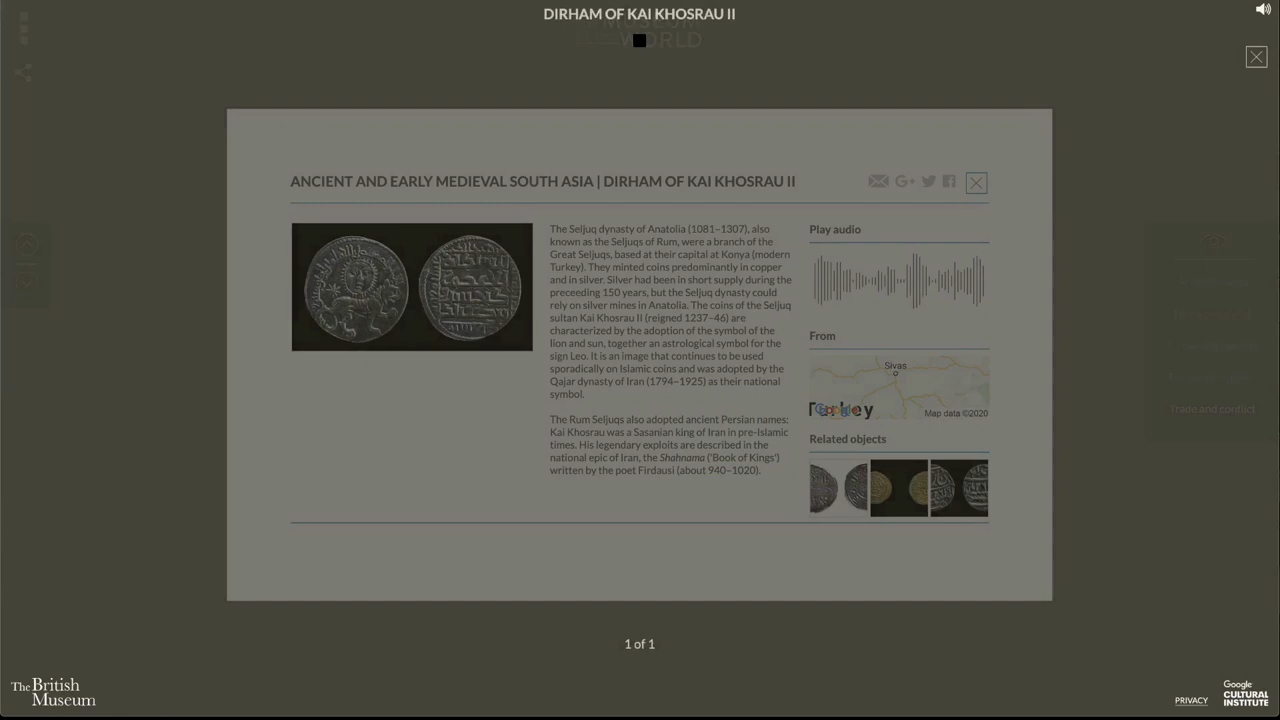 DIRHAM OF KAI KHOSRAU II
MUSEUM
WORLD
ANCIENT AND EARLY MEDIEVAL SOUTH ASIA | DIRHAM OF KAI KHOSRAU II
The Seljuq dynasty of Anatolia (1081–1307), also
known as the Seljuqs of Rum, were a branch of the
Great Seljuqs, based at their capital at Konya (modern
Turkey). They minted coins predominantly in copper
and in silver. Silver had been in short supply during the
preceeding 150 years, but the Seljuq dynasty could
rely on silver mines in Anatolia. The coins of the Seljuq
sultan Kai Khosrau II (reigned 1237–46) are
characterized by the adoption of the symbol of the
lion and sun, together an astrological symbol for the
sign Leo. It is an image that continues to be used
sporadically on Islamic coins and was adopted by the
Qajar dynasty of Iran (1794–1925) as their national
symbol.
The Rum Seljuqs also adopted ancient Persian names:
Kai Khosrau was a Sasanian king of Iran in pre-Islamic
times. His legendary exploits are described in the
national epic of Iran, the Shahnama ('Book of Kings')
written by the poet Firdausi (about 940–1020).
Play audio
From
Sivas
Turkey
Google
Map data ©2020
Related objects
Trade and conflict
1 of 1
The British
Museum
PRIVACY
Google
CULTURAL
INSTITUTE